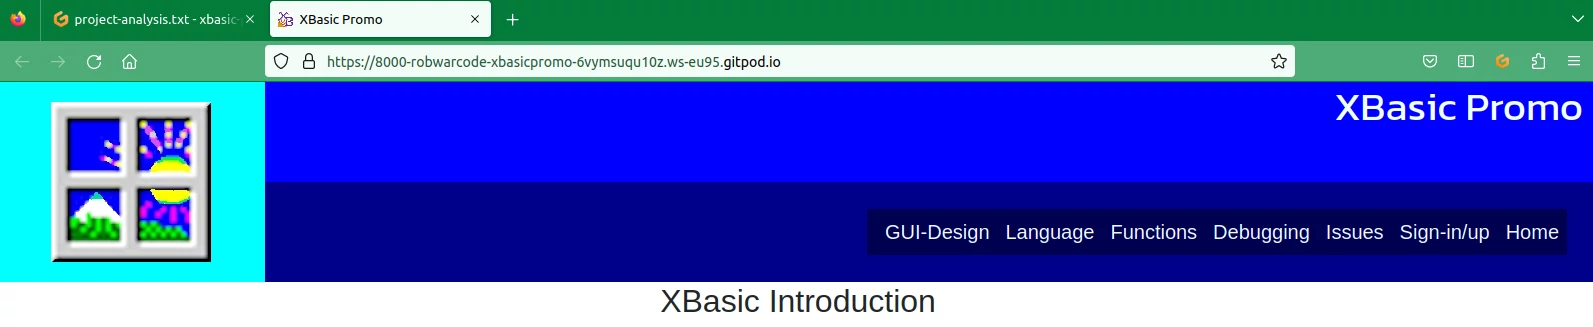 project-analysis.txt - xbasic-
XBasic Promo
https://8000-robwarcode-xbasicpromo-6vymsuqu10z.ws-eu95.gitpod.io
XBasic Promo
GUI-Design Language Functions Debugging Issues Sign-in/up Home
XBasic Introduction